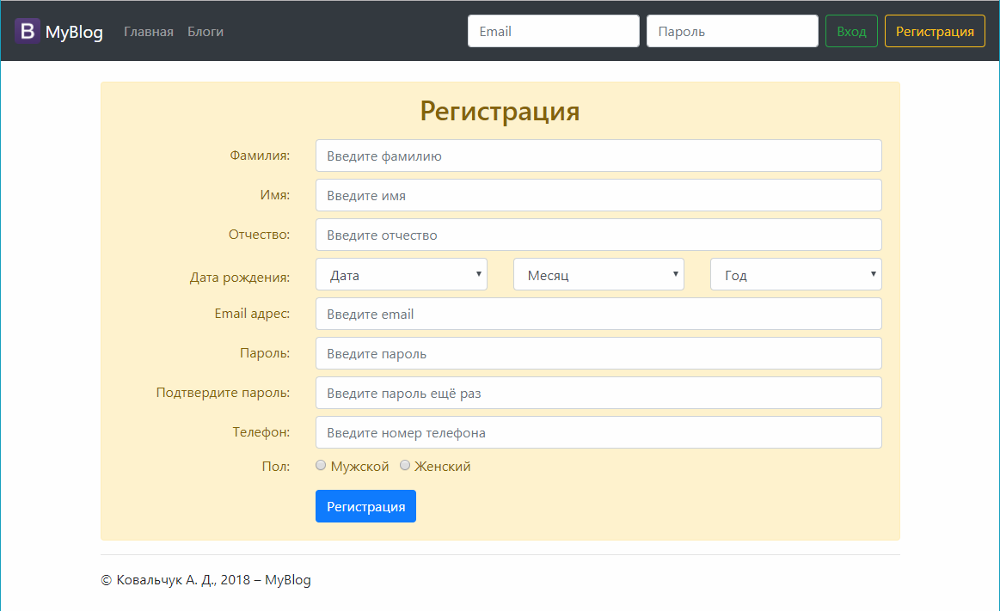 B MyBlog Главная Блоги Email Пароль Вход Регистрация
Регистрация
Фамилия: Введите фамилию
Имя: Введите имя
Отчество: Введите отчество
Дата рождения: Дата Месяц Год
Email адрес: Введите email
Пароль: Введите пароль
Подтвердите пароль: Введите пароль ещё раз
Телефон: Введите номер телефона
Пол: Мужской Женский
Регистрация
© Ковальчук А. Д., 2018 – MyBlog